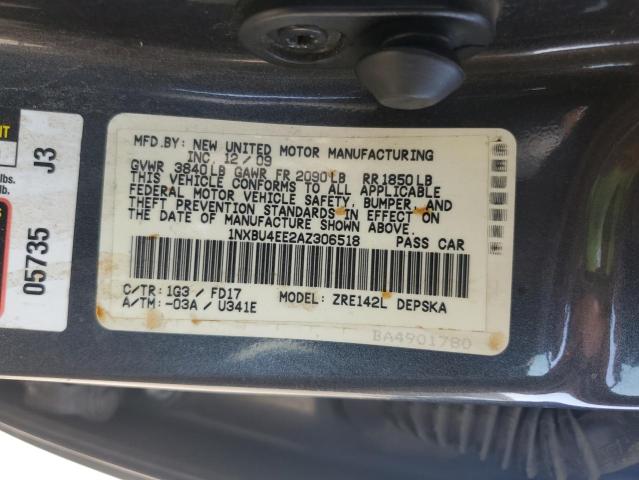 MFD.BY: NEW UNITED MOTOR MANUFACTURING
INC. 12/09
GVWR 3840LB GAWR FR 2090LB RR1850LB
THIS VEHICLE CONFORMS TO ALL APPLICABLE
FEDERAL MOTOR VEHICLE SAFETY, BUMPER, AND
THEFT PREVENTION STANDARDS IN EFFECT ON
THE DATE OF MANUFACTURE SHOWN ABOVE.
1NXBU4EE2AZ306518 PASS CAR
C/TR: 1G3 / FD17
A/TM: -03A / U341E
MODEL: ZRE142L DEPSKA
BA4901780
05735 J3
lbs.
lb.